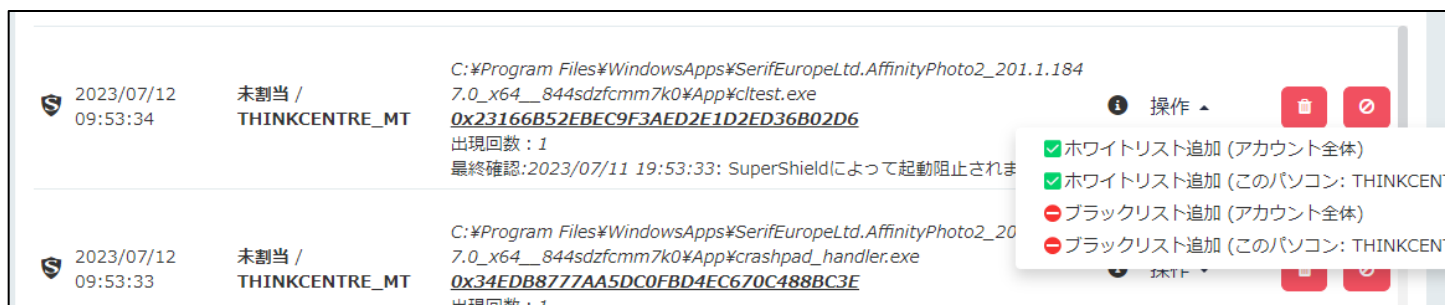 C:¥Program Files¥WindowsApps¥SerifEuropeLtd.AffinityPhoto2_201.1.184
2023/07/12 未割当 / 7.0_x64__844sdzfcmm7k0¥App¥cltest.exe 操作
09:53:34 THINKCENTRE_MT 0x23166B52EBEC9F3AED2E1D2ED36B02D6
出現回数：1
最終確認:2023/07/11 19:53:33: SuperShieldによって起動阻止されま
ホワイトリスト追加 (アカウント全体)
ホワイトリスト追加 (このパソコン: THINKCENT
ブラックリスト追加 (アカウント全体)
ブラックリスト追加 (このパソコン: THINKCENT
C:¥Program Files¥WindowsApps¥SerifEuropeLtd.AffinityPhoto2_20
2023/07/12 未割当 / 7.0_x64__844sdzfcmm7k0¥App¥crashpad_handler.exe 操作
09:53:33 THINKCENTRE_MT 0x34EDB8777AA5DC0FBD4EC670C488BC3E
出現回数：1